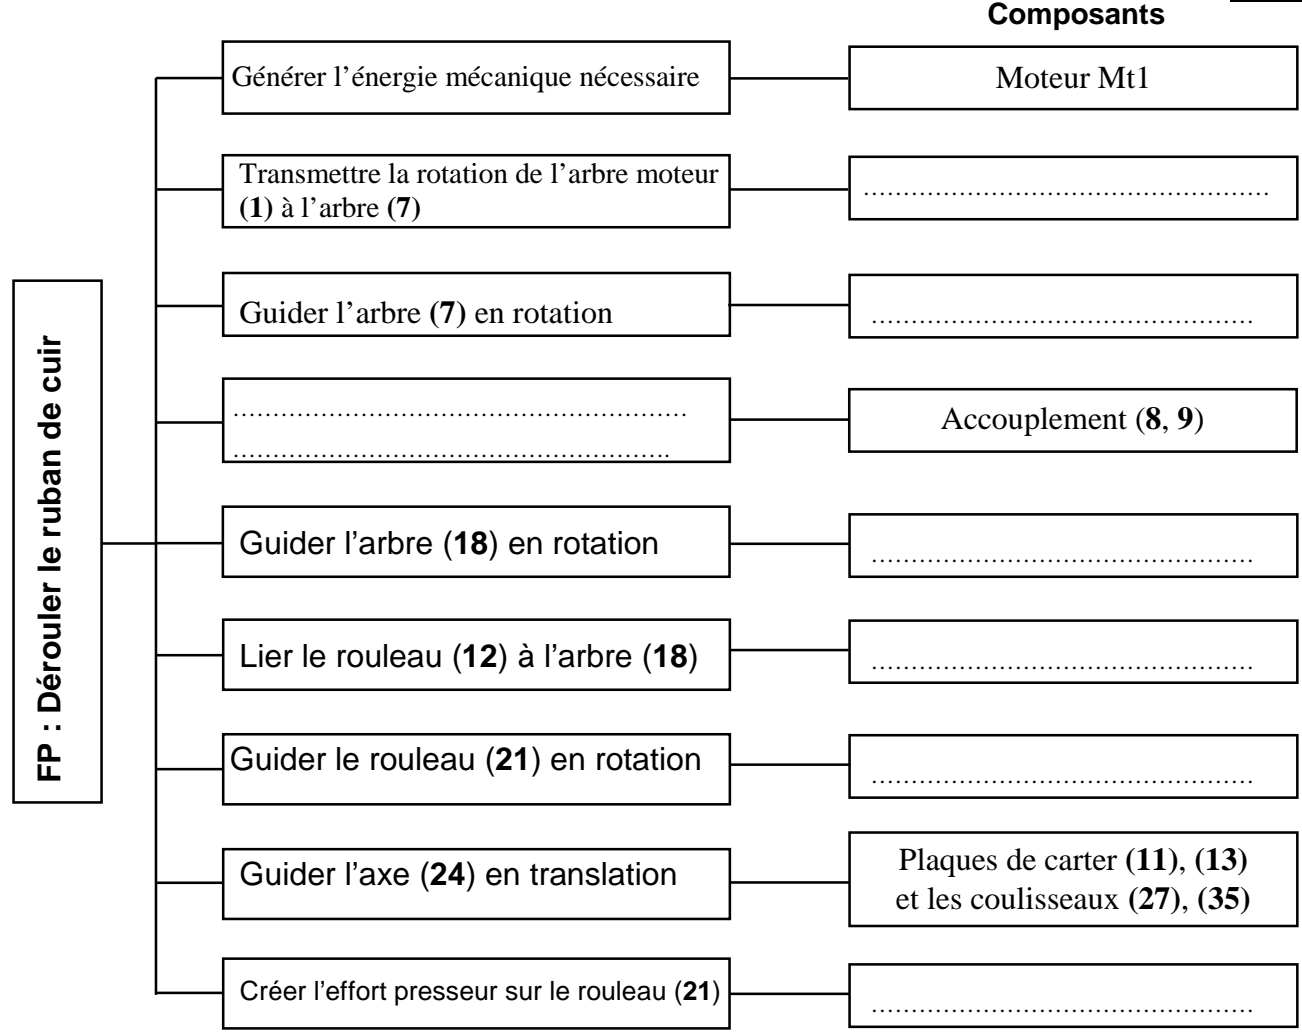 Composants
Générer l’énergie mécanique nécessaire
Moteur Mt1
Transmettre la rotation de l’arbre moteur
(1) à l’arbre (7)
……………………………………………
Guider l’arbre (7) en rotation
…………………………………………
FP : Dérouler le ruban de cuir
…………………………………………………
……………………………………………….
Accouplement (8, 9)
Guider l’arbre (18) en rotation
…………………………………………
Lier le rouleau (12) à l’arbre (18)
…………………………………………
Guider le rouleau (21) en rotation
…………………………………………
Guider l’axe (24) en translation
Plaques de carter (11), (13)
et les coulisseaux (27), (35)
Créer l’effort presseur sur le rouleau (21)
…………………………………………